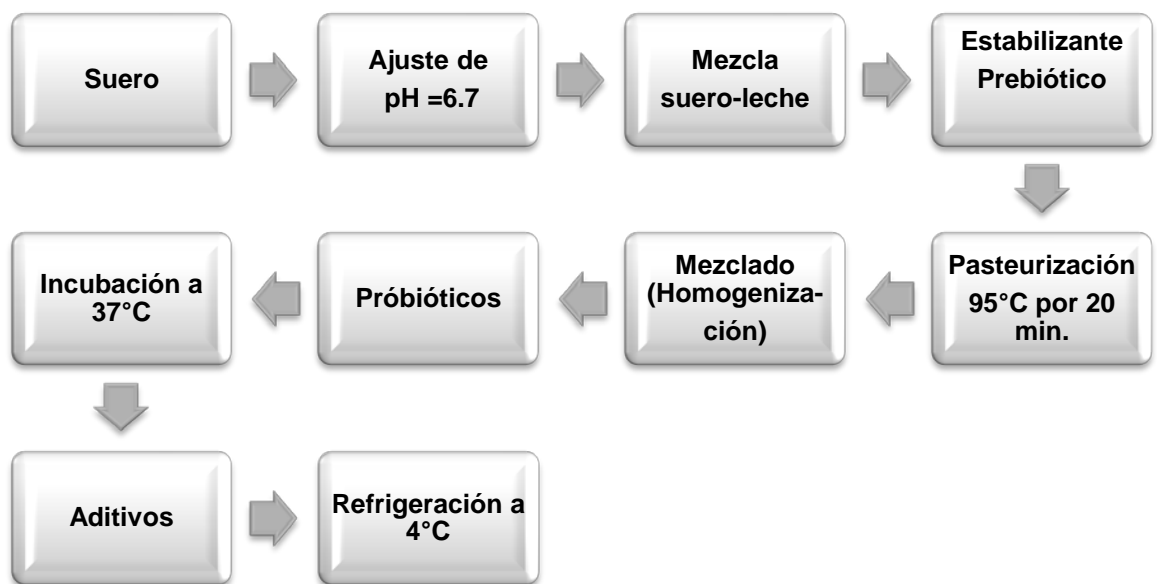 Suero
Ajuste de
pH =6.7
Mezcla
suero-leche
Estabilizante
Prebiótico
Pasteurización
95°C por 20
min.
Mezclado
(Homogeniza-
ción)
Próbióticos
Incubación a
37°C
Aditivos
Refrigeración a
4°C